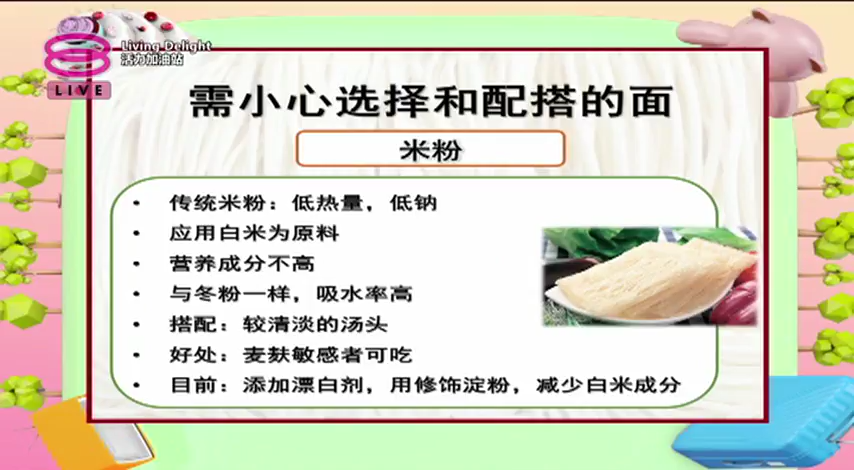 Living Delight
活力加油站
LIVE
需小心选择和配搭的面
米粉
• 传统米粉：低热量，低钠
• 应用白米为原料
• 营养成分不高
• 与冬粉一样，吸水率高
• 搭配：较清淡的汤头
• 好处：麦麸敏感者可吃
• 目前：添加漂白剂，用修饰淀粉，减少白米成分